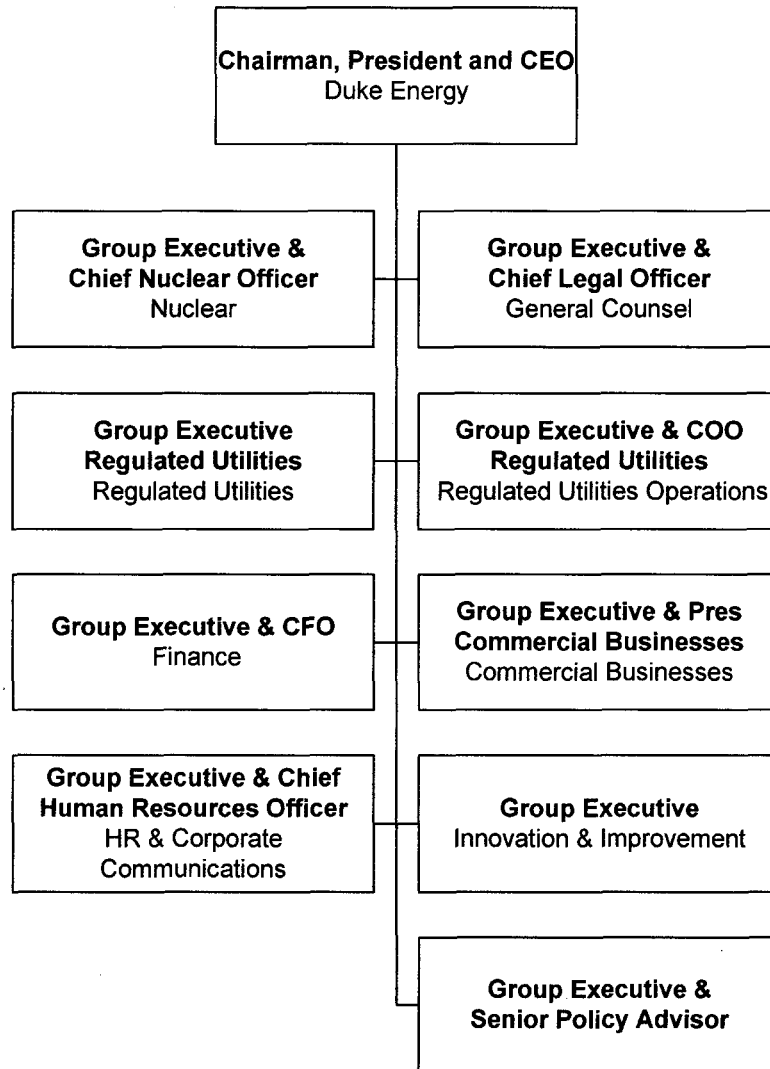 Chairman, President and CEO
Duke Energy
Group Executive &
Chief Nuclear Officer
Nuclear
Group Executive &
Chief Legal Officer
General Counsel
Group Executive
Regulated Utilities
Regulated Utilities
Group Executive & COO
Regulated Utilities
Regulated Utilities Operations
Group Executive & CFO
Finance
Group Executive & Pres
Commercial Businesses
Commercial Businesses
Group Executive & Chief
Human Resources Officer
HR & Corporate
Communications
Group Executive
Innovation & Improvement
Group Executive &
Senior Policy Advisor